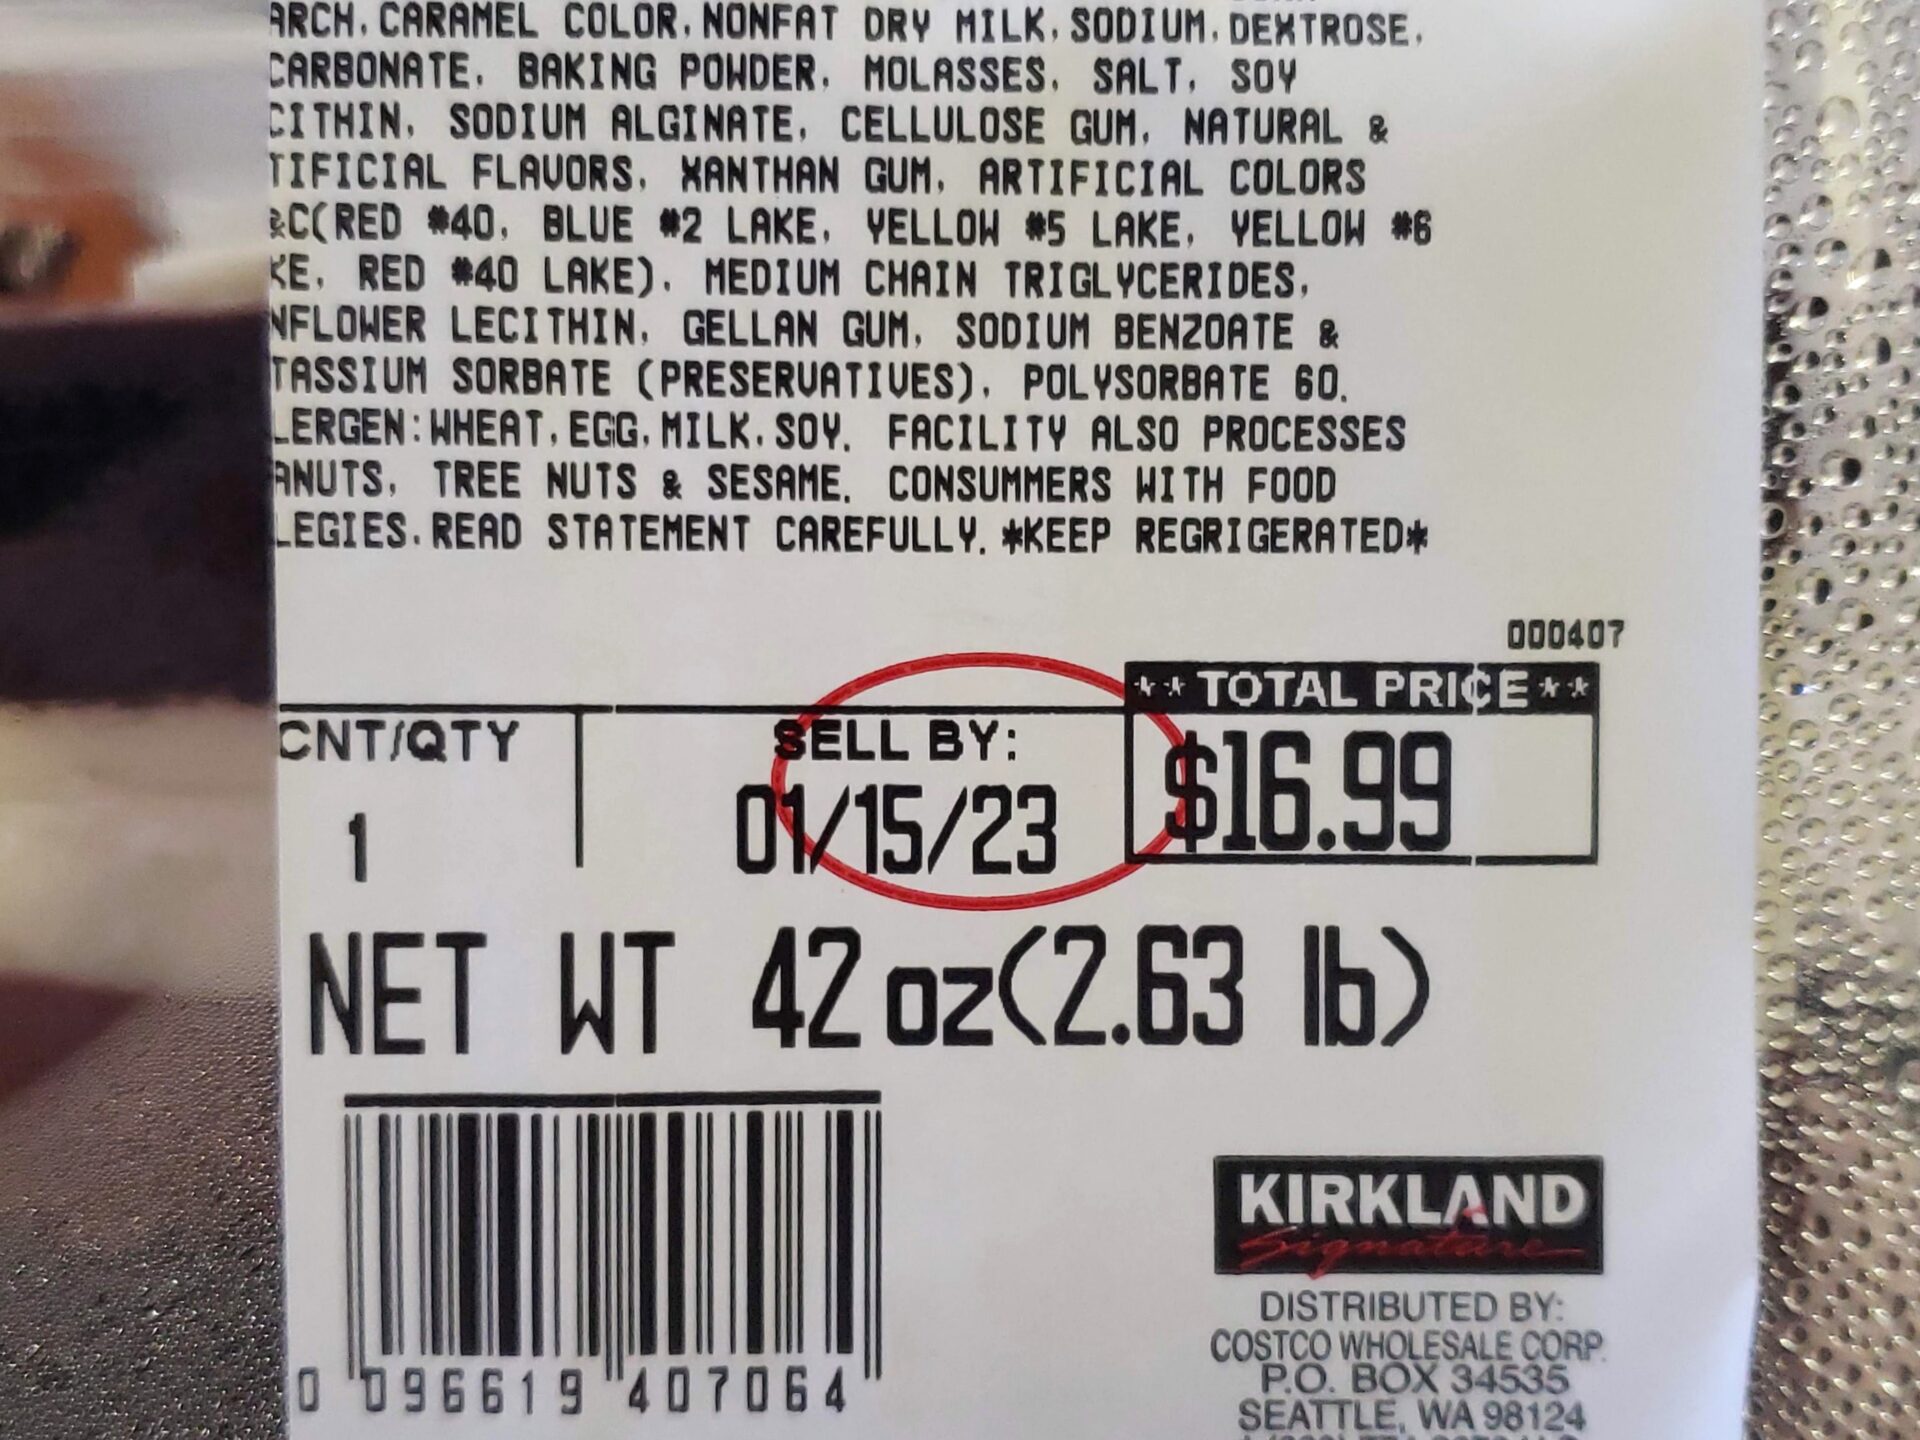 ARCH, CARAMEL COLOR, NONFAT DRY MILK, SODIUM, DEXTROSE,
CARBONATE, BAKING POWDER, MOLASSES, SALT, SOY
CITHIN, SODIUM ALGINATE, CELLULOSE GUM, NATURAL &
TIFICIAL FLAVORS, XANTHAN GUM, ARTIFICIAL COLORS
&C(RED #40, BLUE #2 LAKE, YELLOW #5 LAKE, YELLOW #6
KE, RED #40 LAKE), MEDIUM CHAIN TRIGLYCERIDES,
NFLOWER LECITHIN, GELLAN GUM, SODIUM BENZOATE &
TASSIUM SORBATE (PRESERVATIVES), POLYSORBATE 60.
LERGEN:WHEAT,EGG,MILK,SOY. FACILITY ALSO PROCESSES
ANUTS, TREE NUTS & SESAME. CONSUMMERS WITH FOOD
LEGIES,READ STATEMENT CAREFULLY. *KEEP REGRIGERATED*
000407
**TOTAL PRICE**
CNT/QTY SELL BY: $16.99
1 01/15/23
NET WT 42 oz(2.63 lb)
0 096619 407064
KIRKLAND
Signature
DISTRIBUTED BY:
COSTCO WHOLESALE CORP.
P.O. BOX 34535
SEATTLE, WA 98124